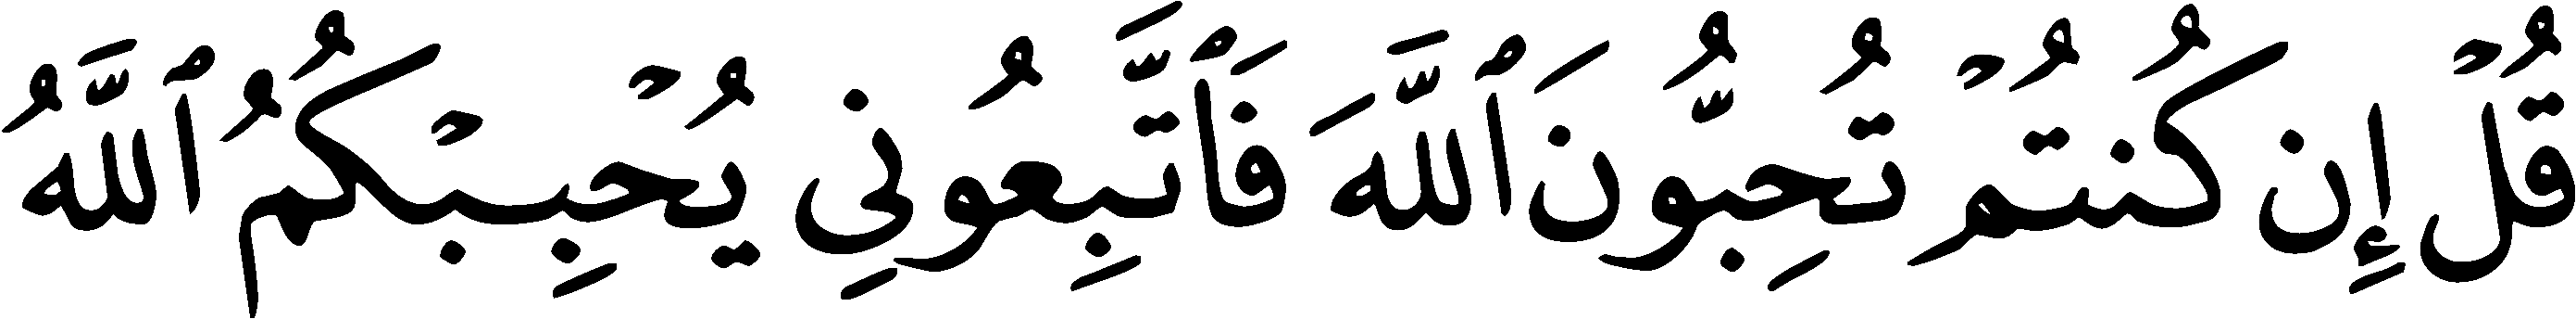 قُلْ إِن كُنتُمْ تُحِبُّونَ ٱللَّهَ فَٱتَّبِعُونِي يُحْبِبْكُمُ ٱللَّهُ